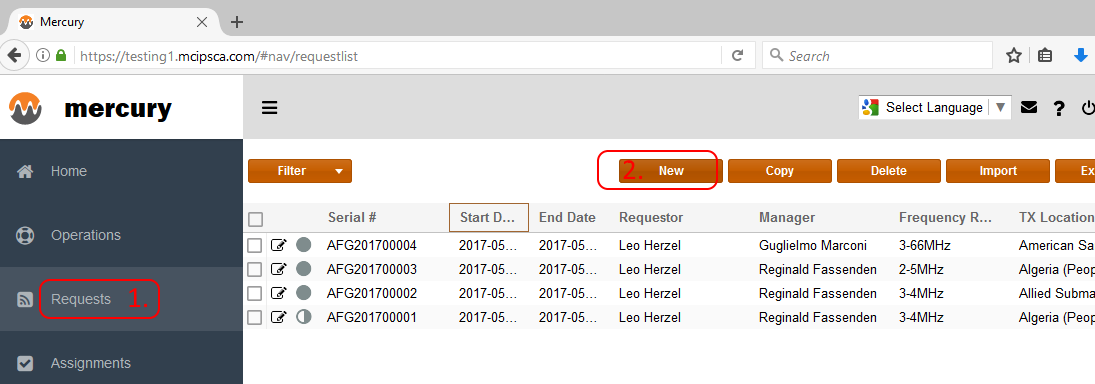 Mercury
https://testing1.mcipsca.com/#nav/requestlist
Search
mercury
Select Language
Home
Operations
Requests 1.
Assignments
Filter
2. New
Copy
Delete
Import
Ex
Serial # Start D... End Date Requestor Manager Frequency R... TX Location
AFG201700004 2017-05... 2017-05... Leo Herzel Guglielmo Marconi 3-66MHz American Sa
AFG201700003 2017-05... 2017-05... Leo Herzel Reginald Fassenden 2-5MHz Algeria (Peop
AFG201700002 2017-05... 2017-05... Leo Herzel Reginald Fassenden 3-4MHz Allied Subma
AFG201700001 2017-05... 2017-05... Leo Herzel Reginald Fassenden 3-4MHz Algeria (Peop